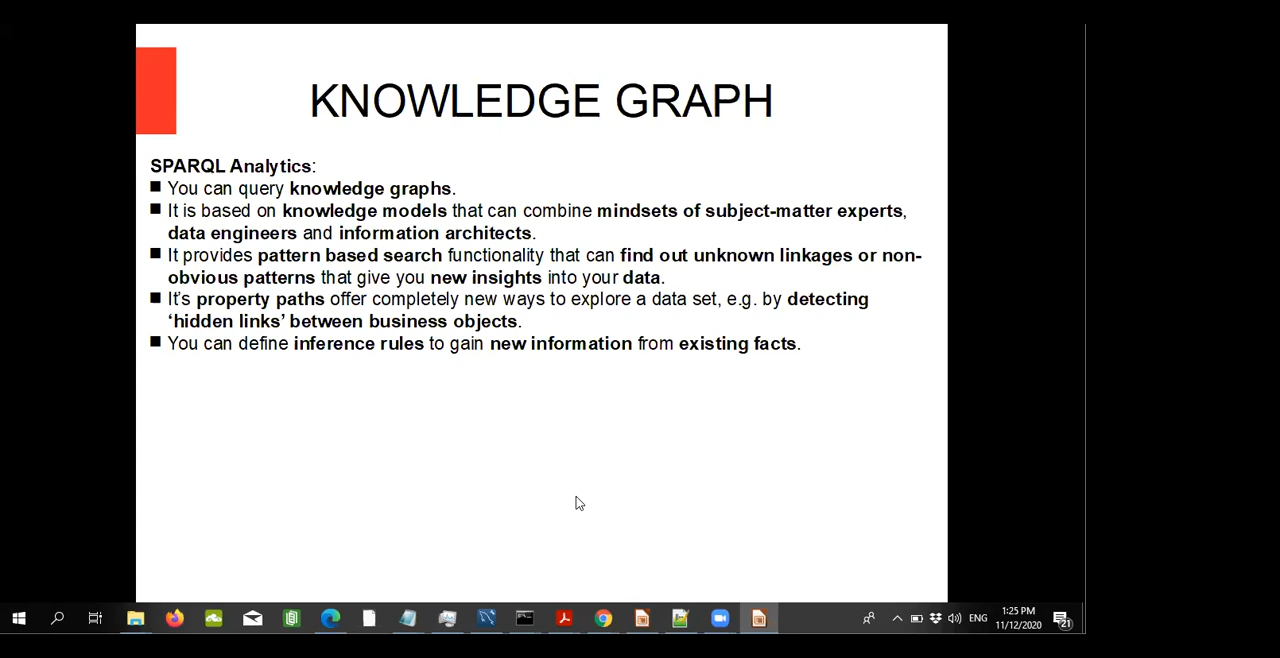 KNOWLEDGE GRAPH
SPARQL Analytics:
■ You can query knowledge graphs.
■ It is based on knowledge models that can combine mindsets of subject-matter experts,
data engineers and information architects.
■ It provides pattern based search functionality that can find out unknown linkages or non-
obvious patterns that give you new insights into your data.
■ It's property paths offer completely new ways to explore a data set, e.g. by detecting
‘hidden links’ between business objects.
■ You can define inference rules to gain new information from existing facts.
ENG
1:25 PM
11/12/2020
21